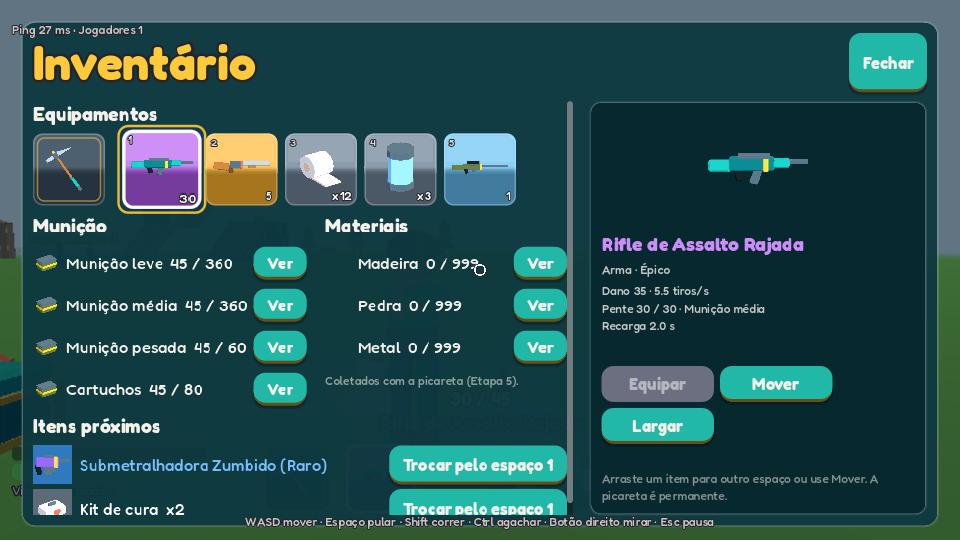 Ping 27 ms · Jogadores 1
Inventário
Fechar
Equipamentos
1
30
2
5
3
x12
4
x3
5
1
Munição
Materiais
Munição leve 45 / 360
Ver
Madeira 0 / 999
Ver
Munição média 45 / 360
Ver
Pedra 0 / 999
Ver
Munição pesada 45 / 60
Ver
Metal 0 / 999
Ver
Cartuchos 45 / 80
Ver
Coletados com a picareta (Etapa 5).
30 / 45
Itens próximos
Submetralhadora Zumbido (Raro)
Trocar pelo espaço 1
Kit de cura x2
Trocar pelo espaço 1
Rifle de Assalto Rajada
Arma · Épico
Dano 35 · 5.5 tiros/s
Pente 30 / 30 · Munição média
Recarga 2.0 s
Equipar
Mover
Largar
Arraste um item para outro espaço ou use Mover. A
picareta é permanente.
WASD mover · Espaço pular · Shift correr · Ctrl agachar · Botão direito mirar · Esc pausa